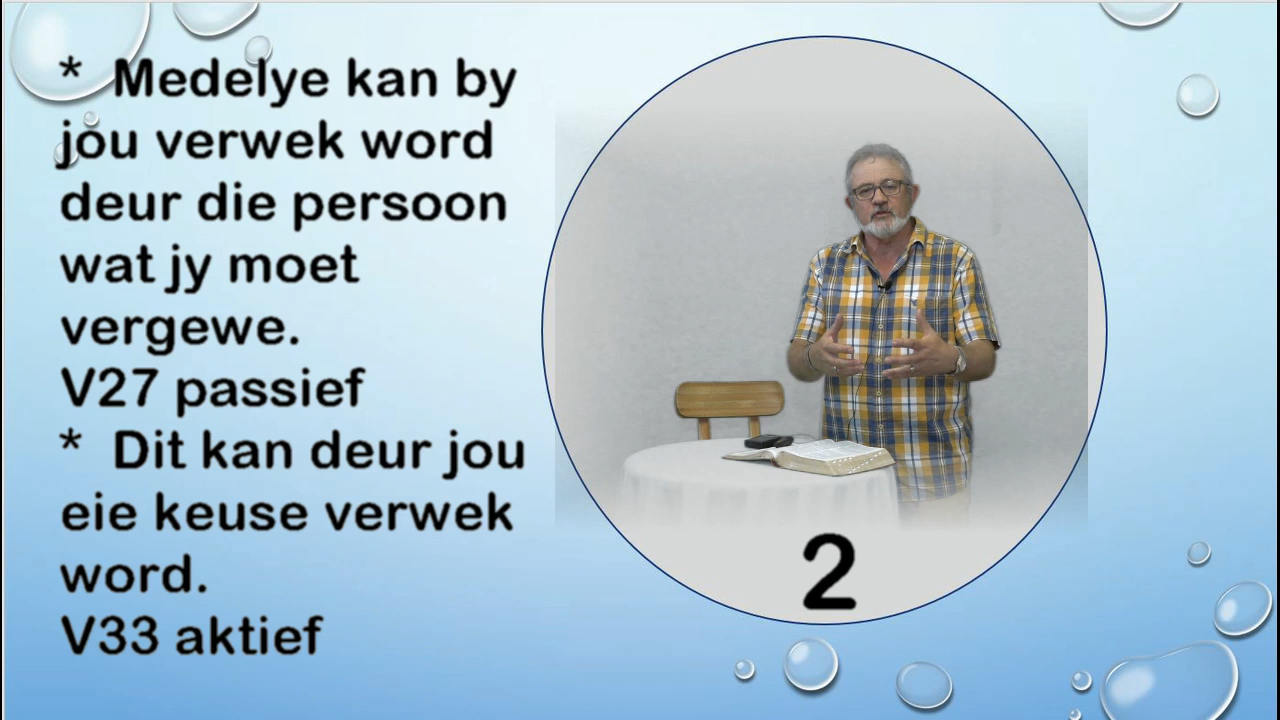 * Medelye kan by
jou verwek word
deur die persoon
wat jy moet
vergewe.
V27 passief
* Dit kan deur jou
eie keuse verwek
word.
V33 aktief
2